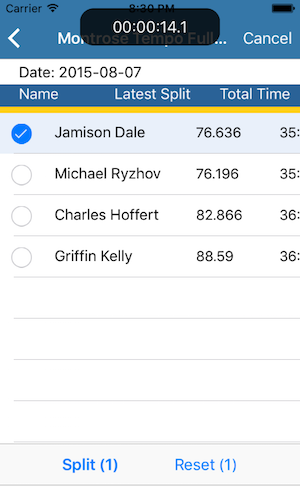 Carrier 8:30 PM
00:00:14.1
Montrose Tempo Full... Cancel
Date: 2015-08-07
Name Latest Split Total Time
Jamison Dale 76.636 35:
Michael Ryzhov 76.196 35:
Charles Hoffert 82.866 36:
Griffin Kelly 88.59 36:
Split (1) Reset (1)